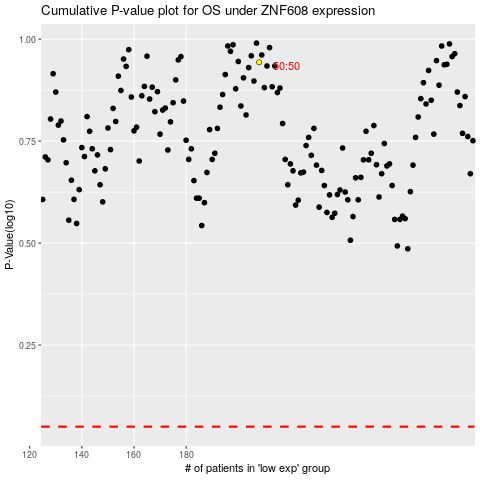 Cumulative P-value plot for OS under ZNF608 expression
P-Value(log10)
1.00
0.75
0.50
0.25
50:50
120 140 160 180
# of patients in 'low exp' group